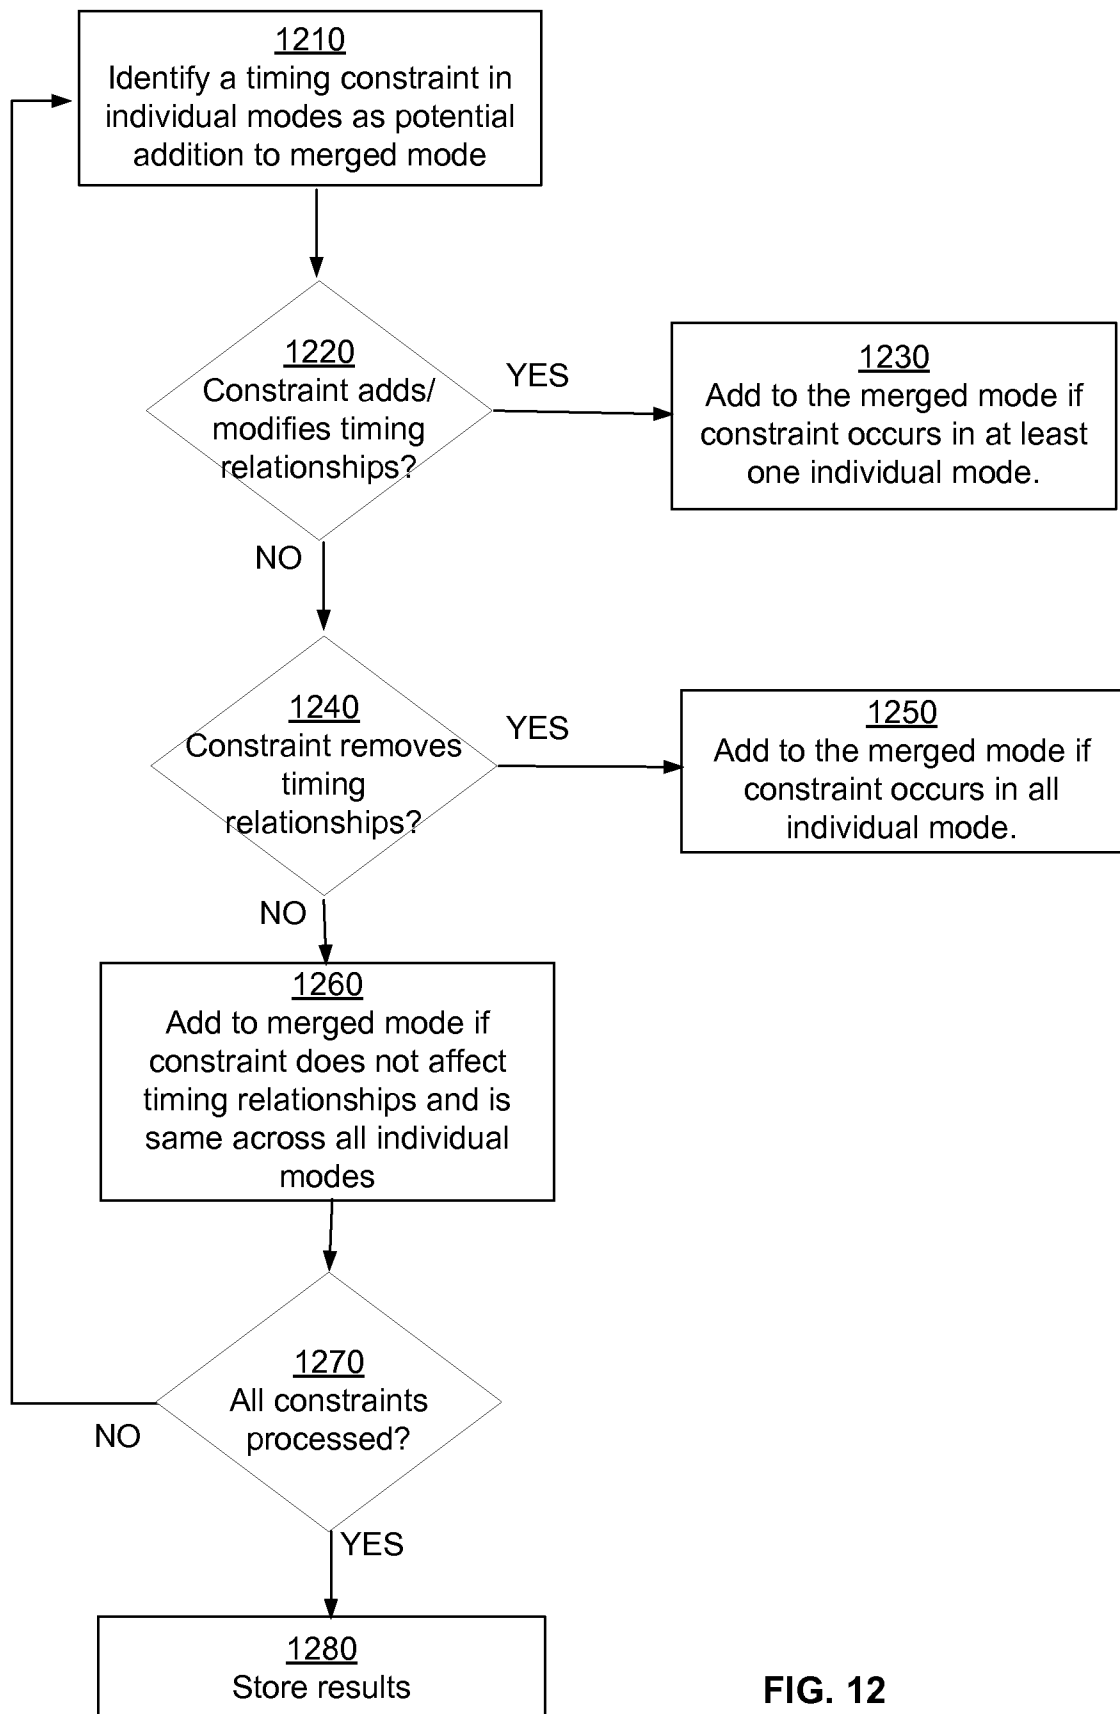 1210
Identify a timing constraint in
individual modes as potential
addition to merged mode
1220
Constraint adds/
modifies timing
relationships?
YES
1230
Add to the merged mode if
constraint occurs in at least
one individual mode.
NO
1240
Constraint removes
timing
relationships?
YES
1250
Add to the merged mode if
constraint occurs in all
individual mode.
NO
1260
Add to merged mode if
constraint does not affect
timing relationships and is
same across all individual
modes
1270
All constraints
processed?
NO
YES
1280
Store results
FIG. 12